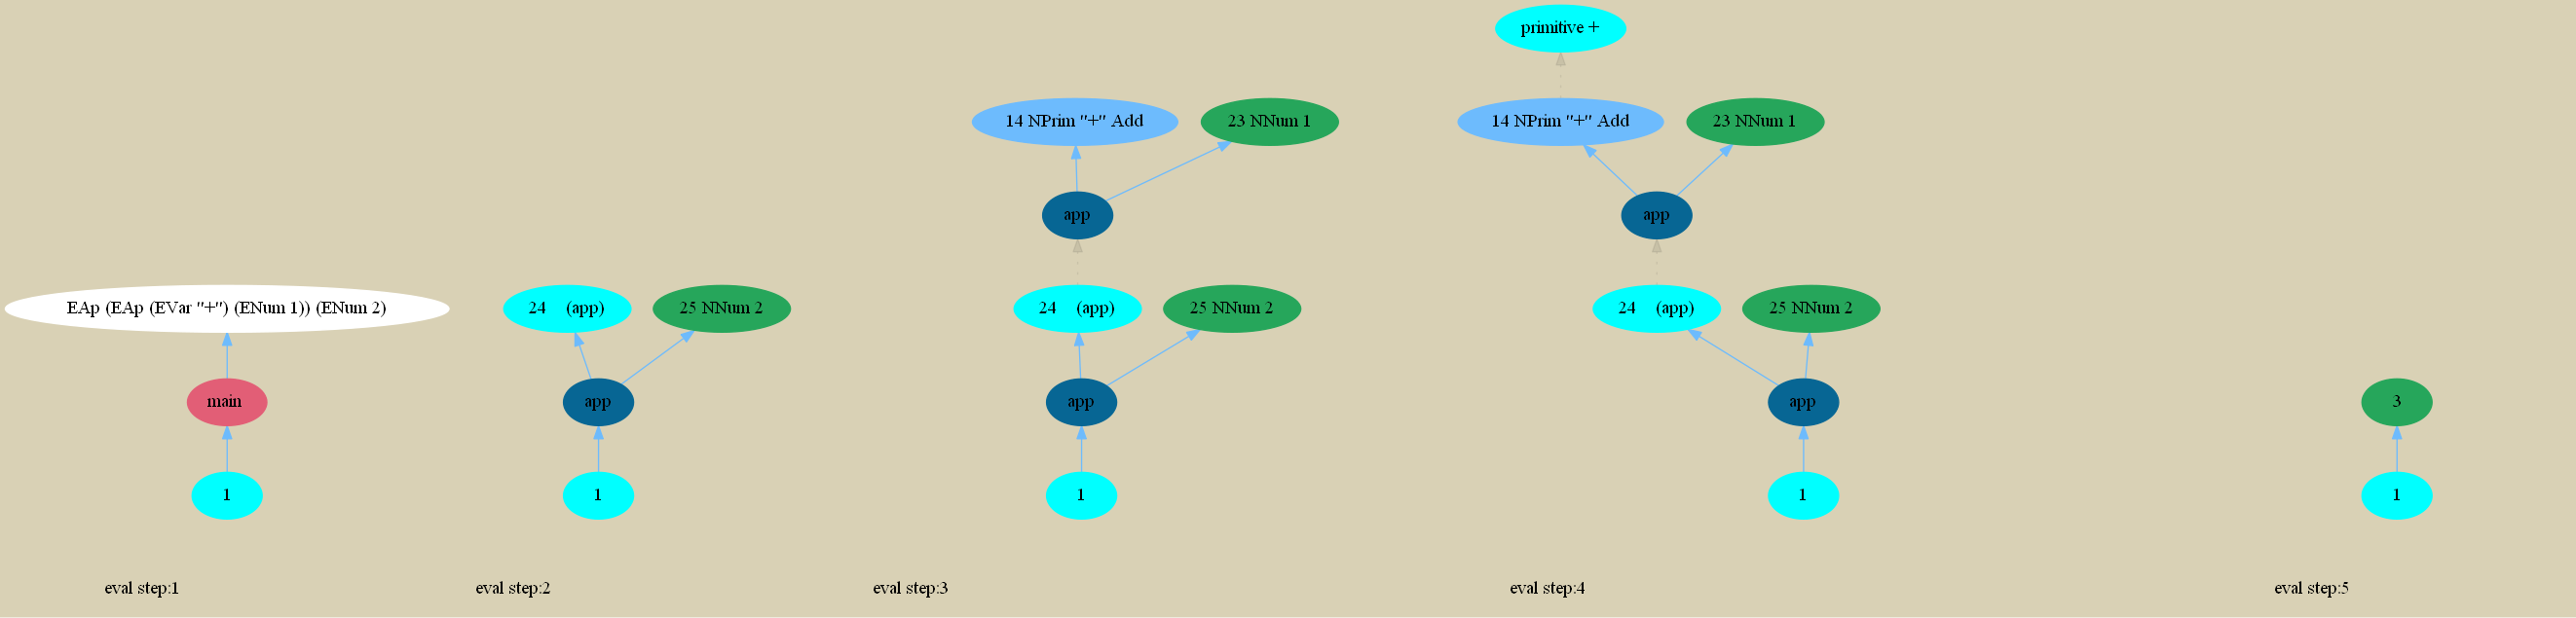 EAp (EAp (EVar "+") (ENum 1)) (ENum 2)
main
1
eval step:1
24 (app)
25 NNum 2
app
1
eval step:2
14 NPrim "+" Add
23 NNum 1
app
24 (app)
25 NNum 2
app
1
eval step:3
primitive +
14 NPrim "+" Add
23 NNum 1
app
24 (app)
25 NNum 2
app
1
eval step:4
3
1
eval step:5